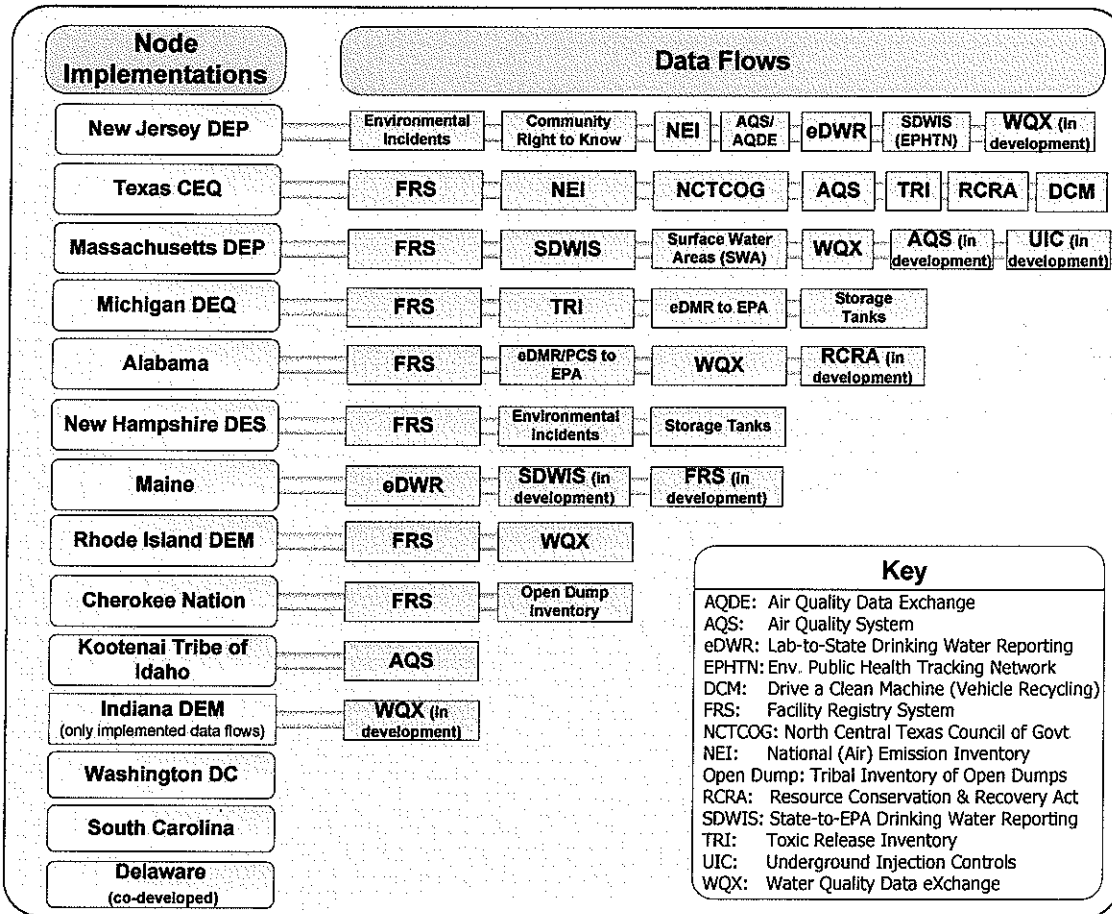 Node
Implementations
Data Flows
New Jersey DEP
Environmental
Incidents
Community
Right to Know
NEI
AQS/
AQDE
eDWR
SDWIS
(EPHTN)
WQX (in
development)
Texas CEQ
FRS
NEI
NCTCOG
AQS
TRI
RCRA
DCM
Massachusetts DEP
FRS
SDWIS
Surface Water
Areas (SWA)
WQX
AQS (in
development)
UIC (in
development)
Michigan DEQ
FRS
TRI
eDMR to EPA
Storage
Tanks
Alabama
FRS
eDMR/PCS to
EPA
WQX
RCRA (in
development)
New Hampshire DES
FRS
Environmental
Incidents
Storage Tanks
Maine
eDWR
SDWIS (in
development)
FRS (in
development)
Rhode Island DEM
FRS
WQX
Cherokee Nation
FRS
Open Dump
Inventory
Kootenai Tribe of
Idaho
AQS
Indiana DEM
(only implemented data flows)
WQX (in
development)
Washington DC
South Carolina
Delaware
(co-developed)
Key
AQDE: Air Quality Data Exchange
AQS: Air Quality System
eDWR: Lab-to-State Drinking Water Reporting
EPHTN: Env. Public Health Tracking Network
DCM: Drive a Clean Machine (Vehicle Recycling)
FRS: Facility Registry System
NCTCOG: North Central Texas Council of Govt
NEI: National (Air) Emission Inventory
Open Dump: Tribal Inventory of Open Dumps
RCRA: Resource Conservation & Recovery Act
SDWIS: State-to-EPA Drinking Water Reporting
TRI: Toxic Release Inventory
UIC: Underground Injection Controls
WQX: Water Quality Data eXchange